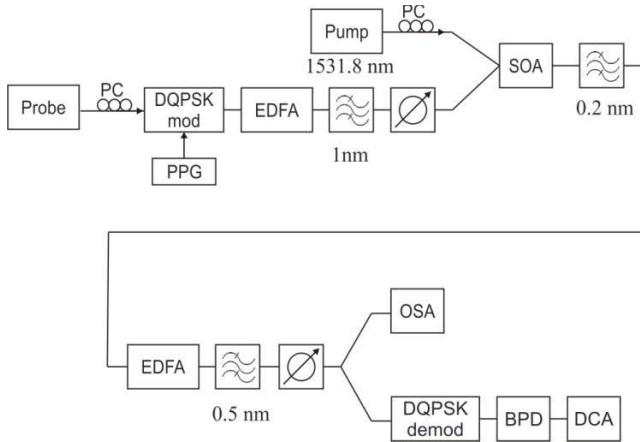 PC
Pump
1531.8 nm
SOA
0.2 nm
Probe
PC
DQPSK
mod
EDFA
1nm
PPG
EDFA
0.5 nm
OSA
DQPSK
demod
BPD
DCA